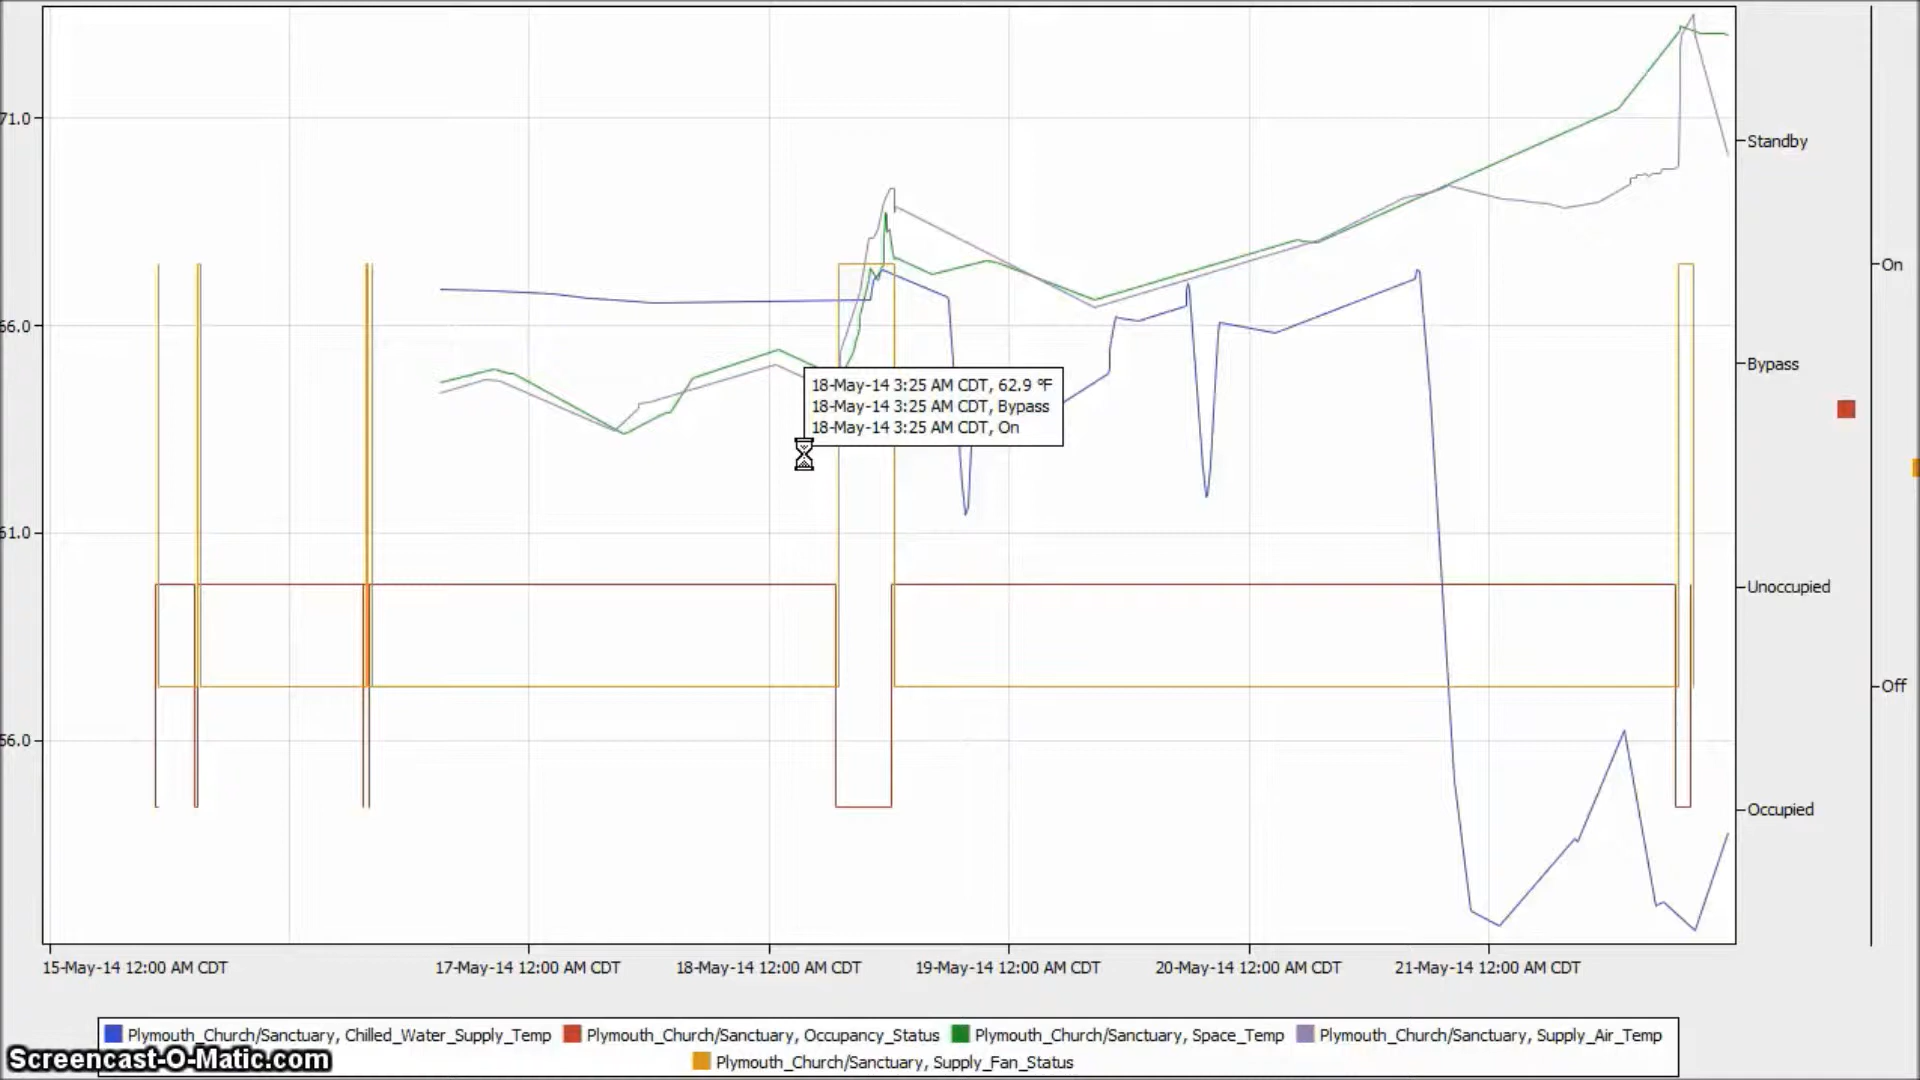 71.0
66.0
61.0
56.0
Standby
Bypass
Unoccupied
Occupied
On
Off
18-May-14 3:25 AM CDT, 62.9 °F
18-May-14 3:25 AM CDT, Bypass
18-May-14 3:25 AM CDT, On
15-May-14 12:00 AM CDT
17-May-14 12:00 AM CDT
18-May-14 12:00 AM CDT
19-May-14 12:00 AM CDT
20-May-14 12:00 AM CDT
21-May-14 12:00 AM CDT
Plymouth_Church/Sanctuary, Chilled_Water_Supply_Temp
Plymouth_Church/Sanctuary, Occupancy_Status
Plymouth_Church/Sanctuary, Space_Temp
Plymouth_Church/Sanctuary, Supply_Air_Temp
Plymouth_Church/Sanctuary, Supply_Fan_Status
Screencast-O-Matic.com